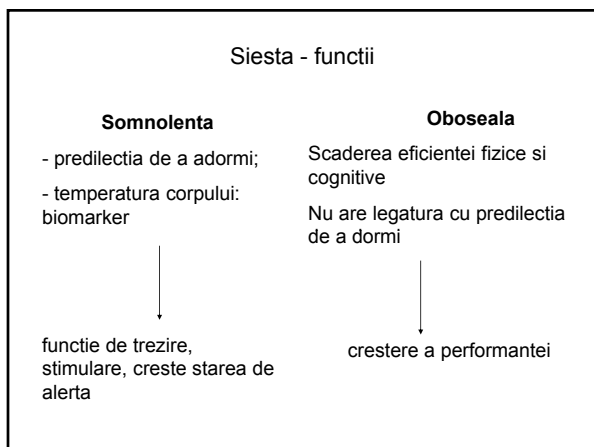 Siesta - functii
Somnolenta
- predilectia de a adormi;
- temperatura corpului:
biomarker
functie de trezire,
stimulare, creste starea de
alerta
Oboseala
Scaderea eficientei fizice si
cognitive
Nu are legatura cu predilectia
de a dormi
crestere a performantei